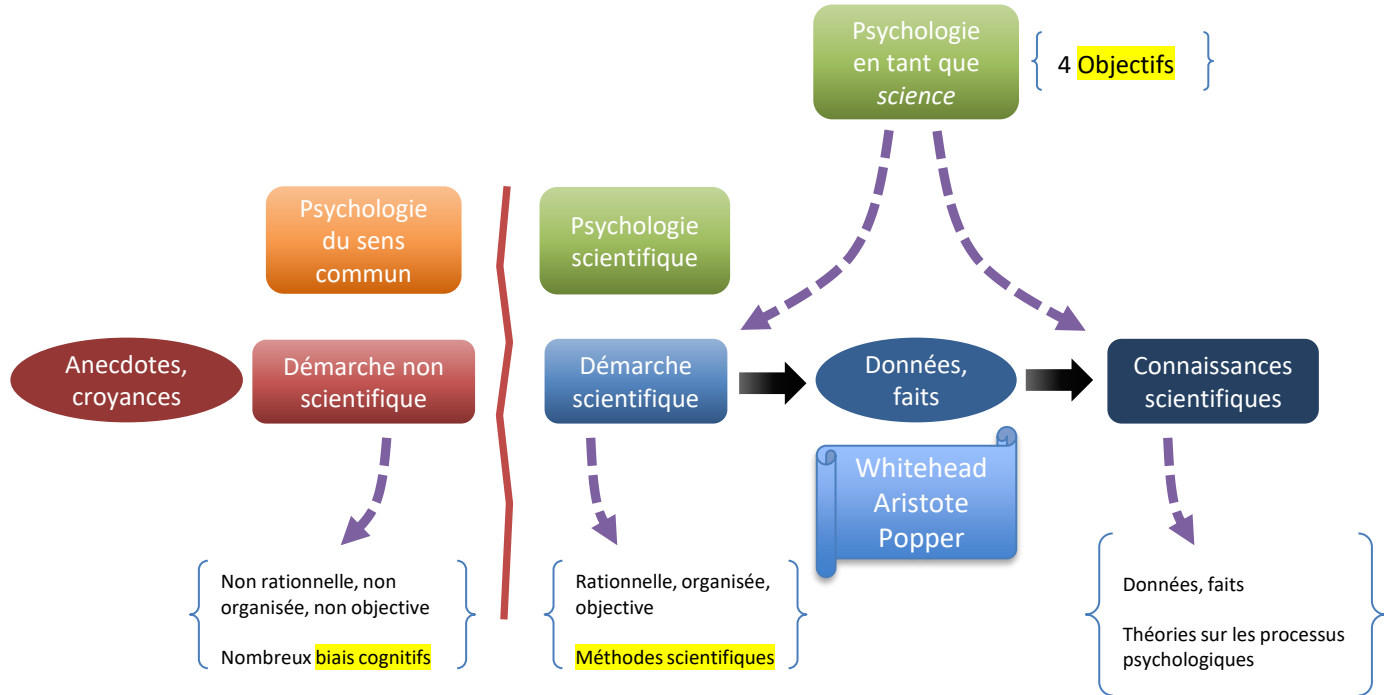 Psychologie
en tant que
science
4 Objectifs
Psychologie
du sens
commun
Psychologie
scientifique
Anecdotes,
croyances
Démarche non
scientifique
Démarche
scientifique
Données,
faits
Connaissances
scientifiques
Whitehead
Aristote
Popper
Non rationnelle, non
organisée, non objective
Nombreux biais cognitifs
Rationnelle, organisée,
objective
Méthodes scientifiques
Données, faits
Théories sur les processus
psychologiques